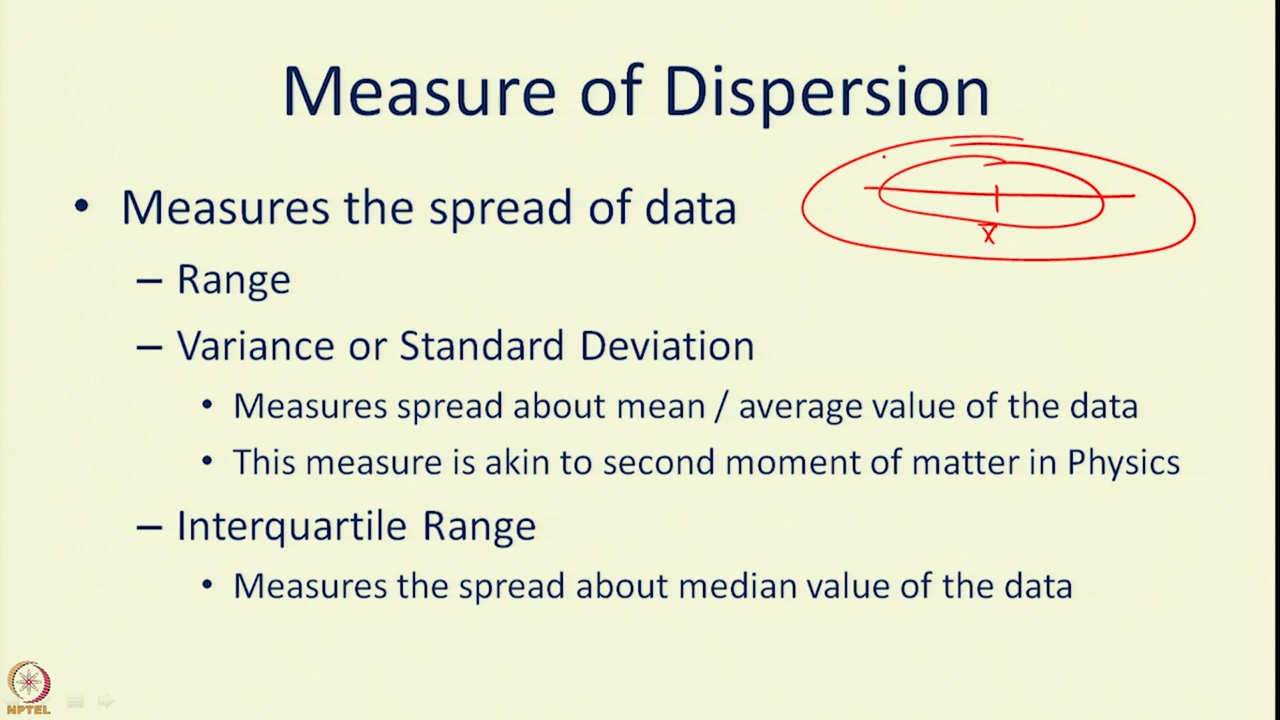 Measure of Dispersion
• Measures the spread of data
x̄
– Range
– Variance or Standard Deviation
• Measures spread about mean / average value of the data
• This measure is akin to second moment of matter in Physics
– Interquartile Range
• Measures the spread about median value of the data
NPTEL